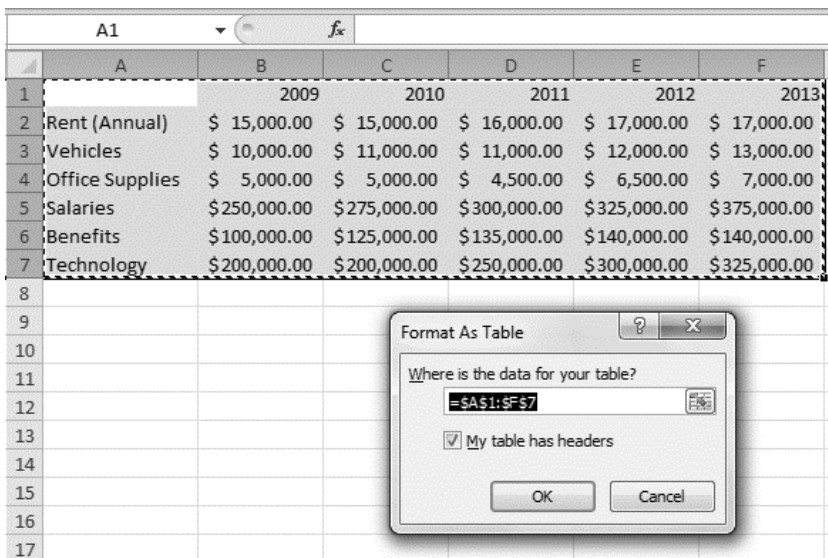 A1 fx
A B C D E F
1 2009 2010 2011 2012 2013
2 Rent (Annual) $ 15,000.00 $ 15,000.00 $ 16,000.00 $ 17,000.00 $ 17,000.00
3 Vehicles $ 10,000.00 $ 11,000.00 $ 11,000.00 $ 12,000.00 $ 13,000.00
4 Office Supplies $ 5,000.00 $ 5,000.00 $ 4,500.00 $ 6,500.00 $ 7,000.00
5 Salaries $250,000.00 $275,000.00 $300,000.00 $325,000.00 $375,000.00
6 Benefits $100,000.00 $125,000.00 $135,000.00 $140,000.00 $140,000.00
7 Technology $200,000.00 $200,000.00 $250,000.00 $300,000.00 $325,000.00
8
9
10
11
12
13
14
15
16
17
Format As Table ? X
Where is the data for your table?
=$A$1:$F$7
My table has headers
OK Cancel